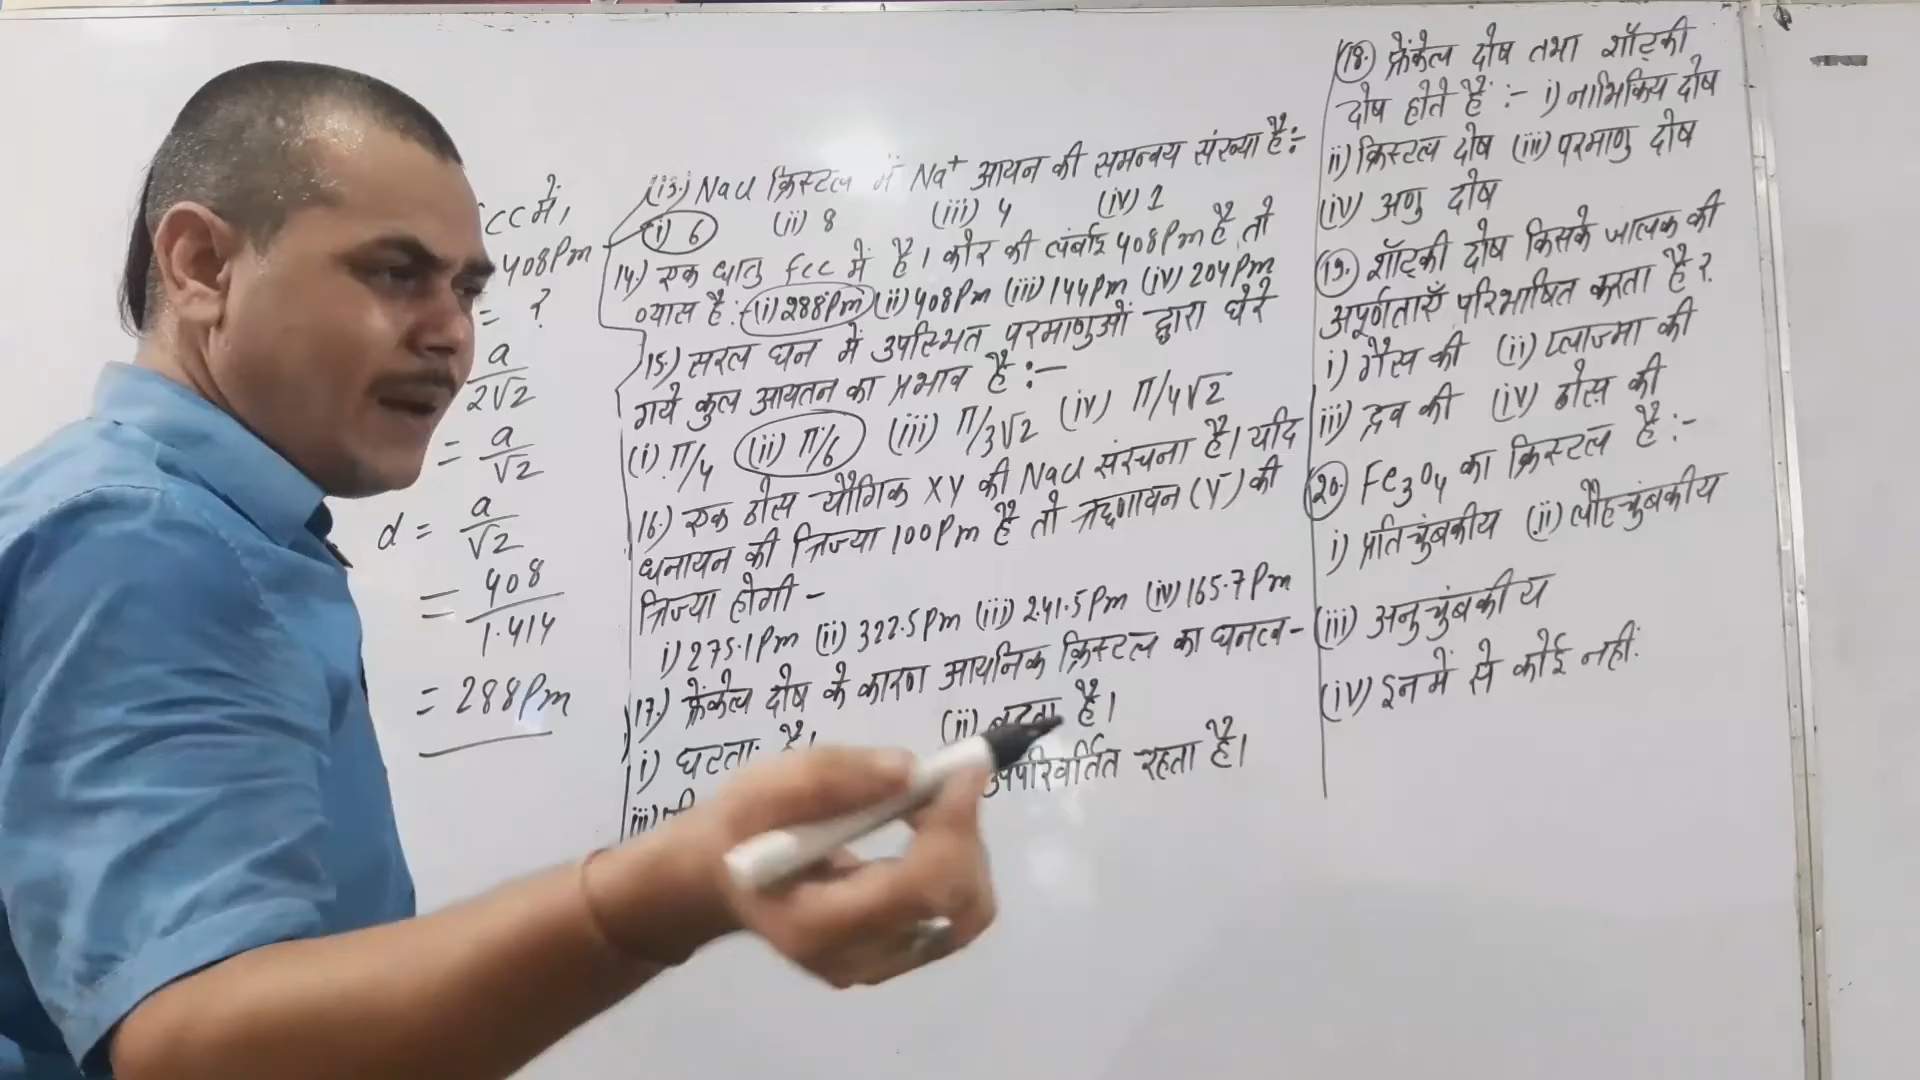 CC में,
408Pm
= ?
a
2√2
= a
√2
d = a
√2
= 408
1.414
= 288Pm
(13.) NaCl क्रिस्टल में Na⁺ आयन की समन्वय संख्या है:-
(i) 6 (ii) 8 (iii) 4 (iv) 2
14.) एक धातु fcc में है। कोर की लंबाई 408Pm है, तो
व्यास है:- (i) 288Pm (ii) 408Pm (iii) 144Pm (iv) 204Pm
15.) सरल घन में उपस्थित परमाणुओं द्वारा घेरे
गये कुल आयतन का प्रभाव है:-
(i) π/4 (ii) π/6 (iii) π/3√2 (iv) π/4√2
16.) एक ठोस यौगिक XY की NaCl संरचना है। यदि
धनायन की त्रिज्या 100Pm है तो ऋणायन (Y) की
त्रिज्या होगी -
i) 275.1Pm (ii) 322.5Pm (iii) 241.5Pm (iv) 165.7Pm
17.) फ्रेंकेल दोष के कारण आयनिक क्रिस्टल का घनत्व -
i) घटता है। (ii) है।
iii) रहता है।
(18.) फ्रेंकेल दोष तथा शॉट्की
दोष होते हैं :- i) नाभिकिय दोष
ii) क्रिस्टल दोष (iii) परमाणु दोष
(iv) अणु दोष
(19.) शॉट्की दोष किसके जालक की
अपूर्णताएँ परिभाषित करता है ?
i) गैस की (ii) प्लाज्मा की
iii) द्रव की (iv) ठोस की
(20.) Fe₃O₄ का क्रिस्टल है :-
i) प्रतिचुंबकीय (ii) लौहचुंबकीय
(iii) अनुचुंबकीय
(iv) इनमें से कोई नहीं.